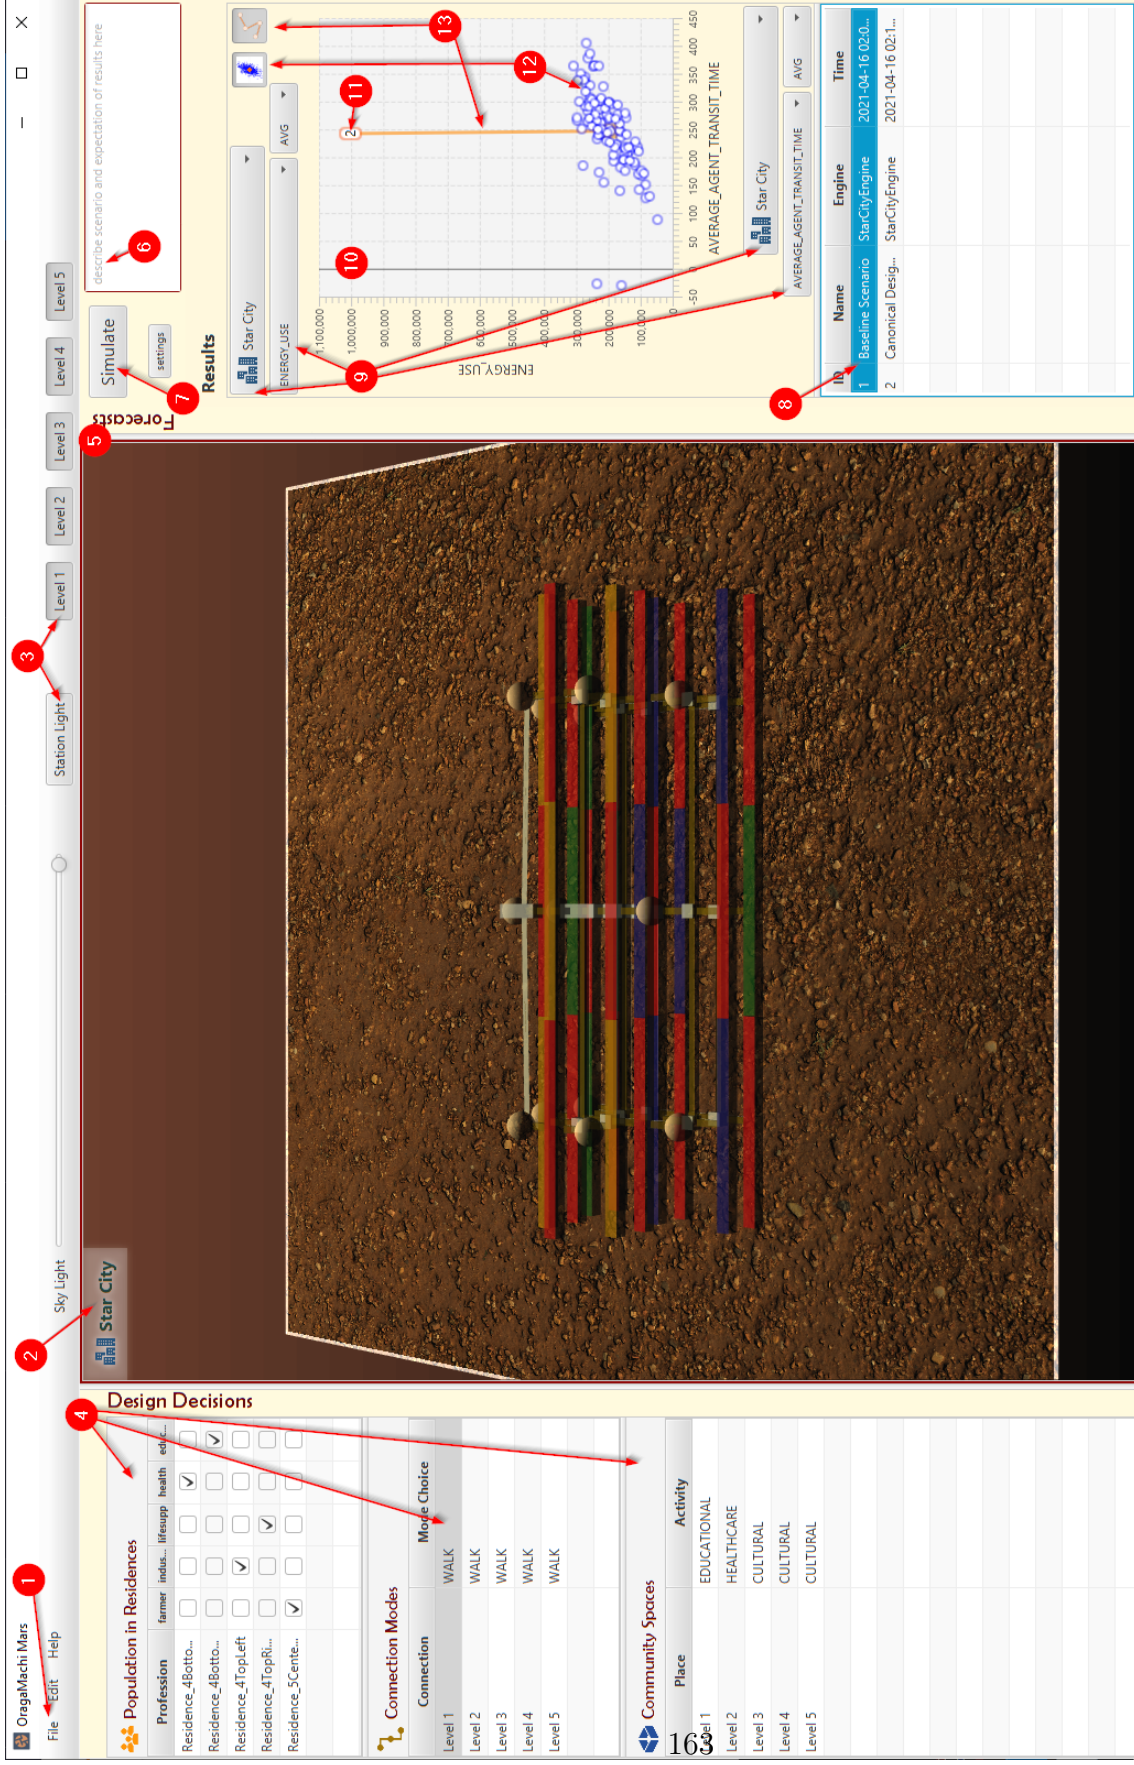 OragaMachi Mars
File Edit Help
Sky Light
Station Light
Level 1
Level 2
Level 3
Level 4
Level 5
1
2
3
4
Design Decisions
Population in Residences
Profession farmer indus... lifesupp health educ...
Residence_4Botto...
Residence_4Botto...
Residence_4TopLeft
Residence_4TopRi...
Residence_5Cente...
Connection Modes
Connection Mode Choice
Level 1 WALK
Level 2 WALK
Level 3 WALK
Level 4 WALK
Level 5 WALK
Community Spaces
Place Activity
Level 1 EDUCATIONAL
Level 2 HEALTHCARE
Level 3 CULTURAL
Level 4 CULTURAL
Level 5 CULTURAL
Star City
5
Forecasts
Simulate
settings
describe scenario and expectation of results here
6
7
Results
Star City
ENERGY_USE
AVG
9
10
11
12
13
2
1,100,000
1,000,000
900,000
800,000
700,000
600,000
500,000
400,000
300,000
200,000
100,000
0
ENERGY_USE
-50 0 50 100 150 200 250 300 350 400 450
AVERAGE_AGENT_TRANSIT_TIME
Star City
AVERAGE_AGENT_TRANSIT_TIME AVG
8
ID Name Engine Time
1 Baseline Scenario StarCityEngine 2021-04-16 02:0...
2 Canonical Desig... StarCityEngine 2021-04-16 02:1...
163